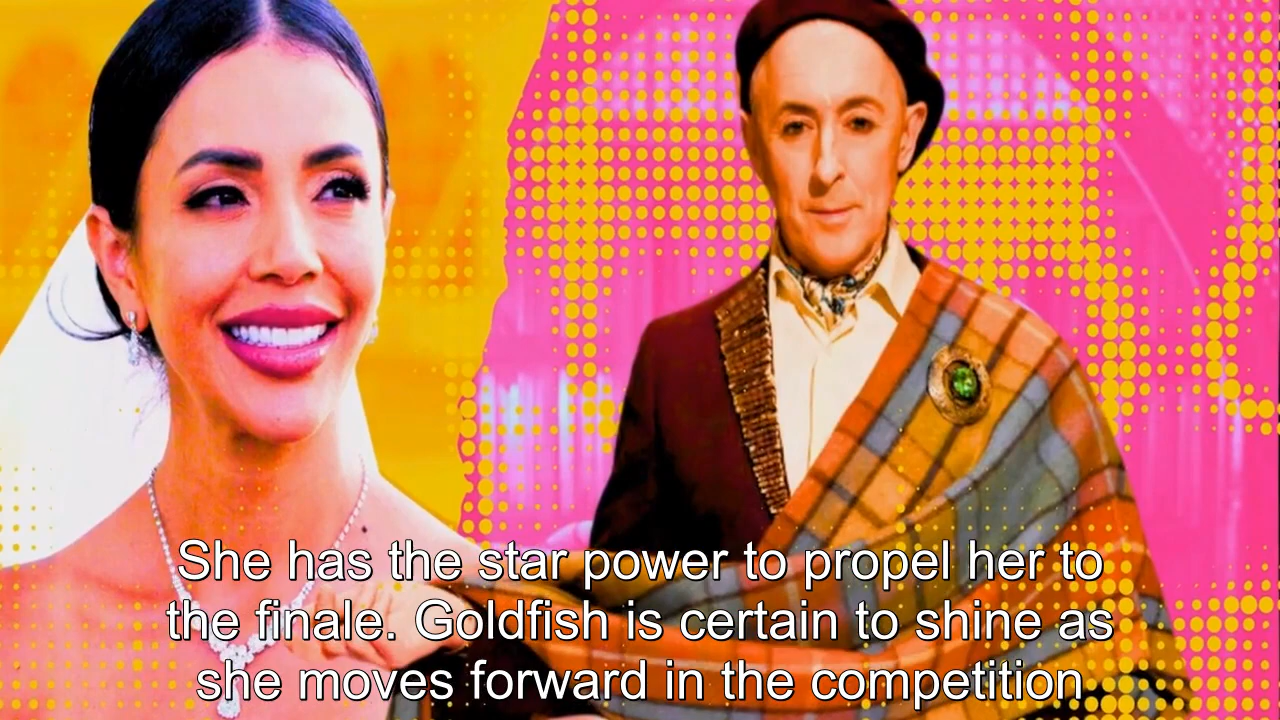 She has the star power to propel her to
the finale. Goldfish is certain to shine as
she moves forward in the competition